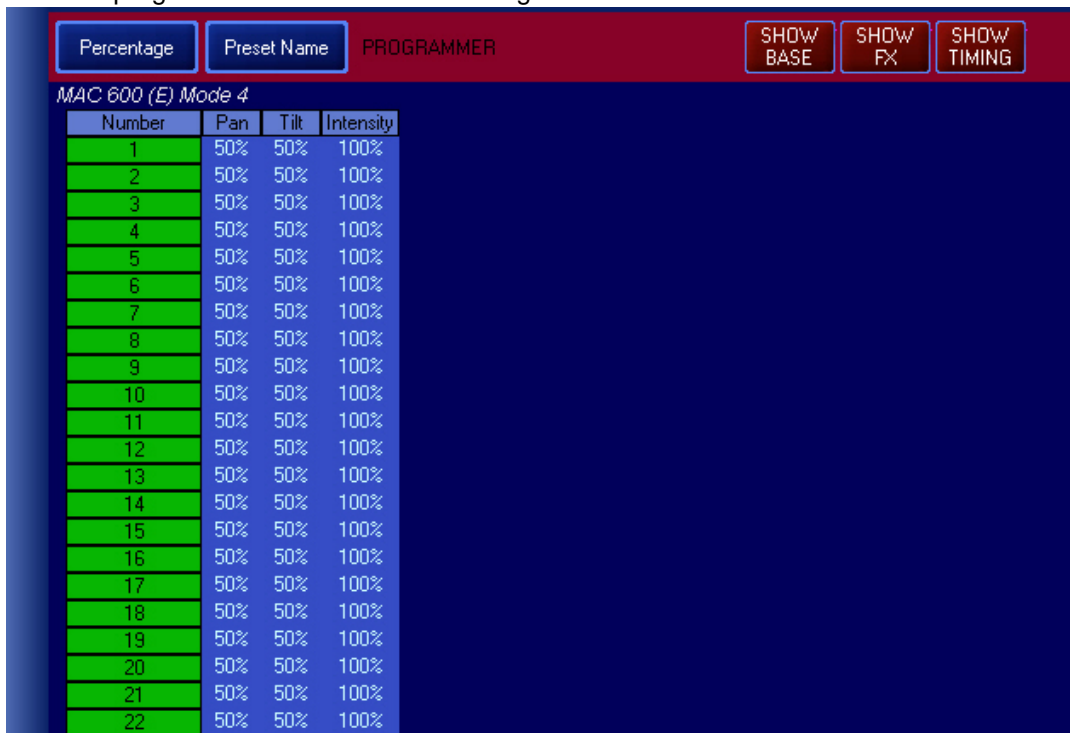 Percentage Preset Name PROGRAMMER SHOW BASE SHOW FX SHOW TIMING
MAC 600 (E) Mode 4
Number Pan Tilt Intensity
1 50% 50% 100%
2 50% 50% 100%
3 50% 50% 100%
4 50% 50% 100%
5 50% 50% 100%
6 50% 50% 100%
7 50% 50% 100%
8 50% 50% 100%
9 50% 50% 100%
10 50% 50% 100%
11 50% 50% 100%
12 50% 50% 100%
13 50% 50% 100%
14 50% 50% 100%
15 50% 50% 100%
16 50% 50% 100%
17 50% 50% 100%
18 50% 50% 100%
19 50% 50% 100%
20 50% 50% 100%
21 50% 50% 100%
22 50% 50% 100%